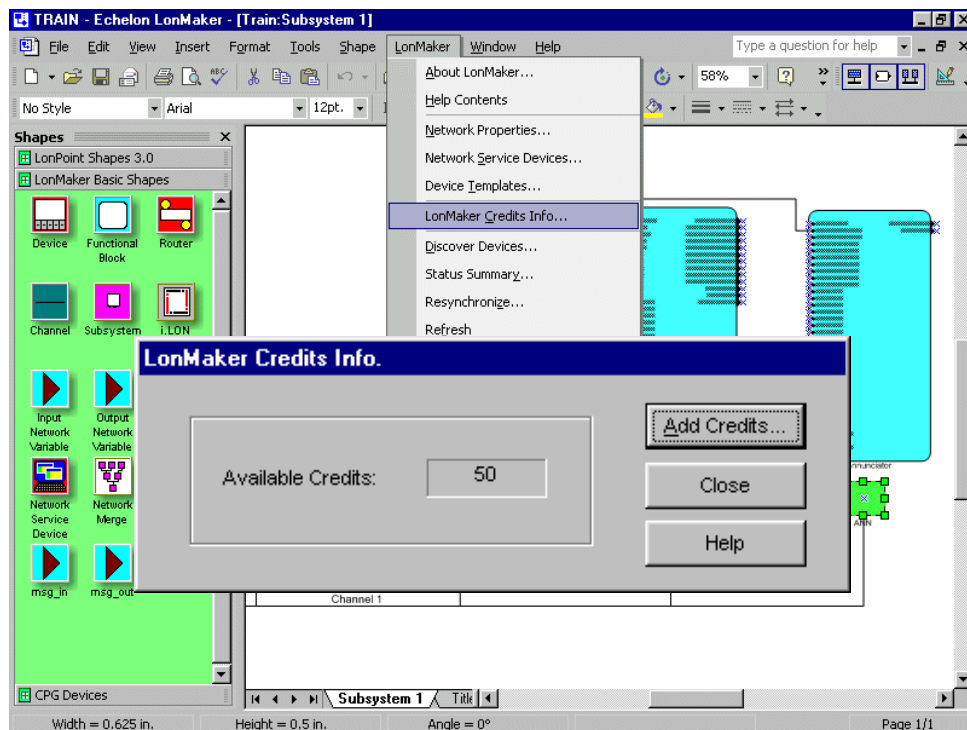 TRAIN - Echelon LonMaker - [Train:Subsystem 1]
File Edit View Insert Format Tools Shape LonMaker Window Help
Type a question for help
58%
No Style Arial 12pt.
About LonMaker...
Help Contents
Network Properties...
Network Service Devices...
Device Templates...
LonMaker Credits Info...
Discover Devices...
Status Summary...
Resynchronize...
Refresh
Shapes
LonPoint Shapes 3.0
LonMaker Basic Shapes
Device
Functional Block
Router
Channel
Subsystem
i.LON
Input Network Variable
Output Network Variable
Network Service Device
Network Merge
msg_in
msg_out
CPG Devices
LonMaker Credits Info.
Available Credits: 50
Add Credits...
Close
Help
ANN
Channel 1
Subsystem 1
Width = 0.625 in. Height = 0.5 in. Angle = 0° Page 1/1